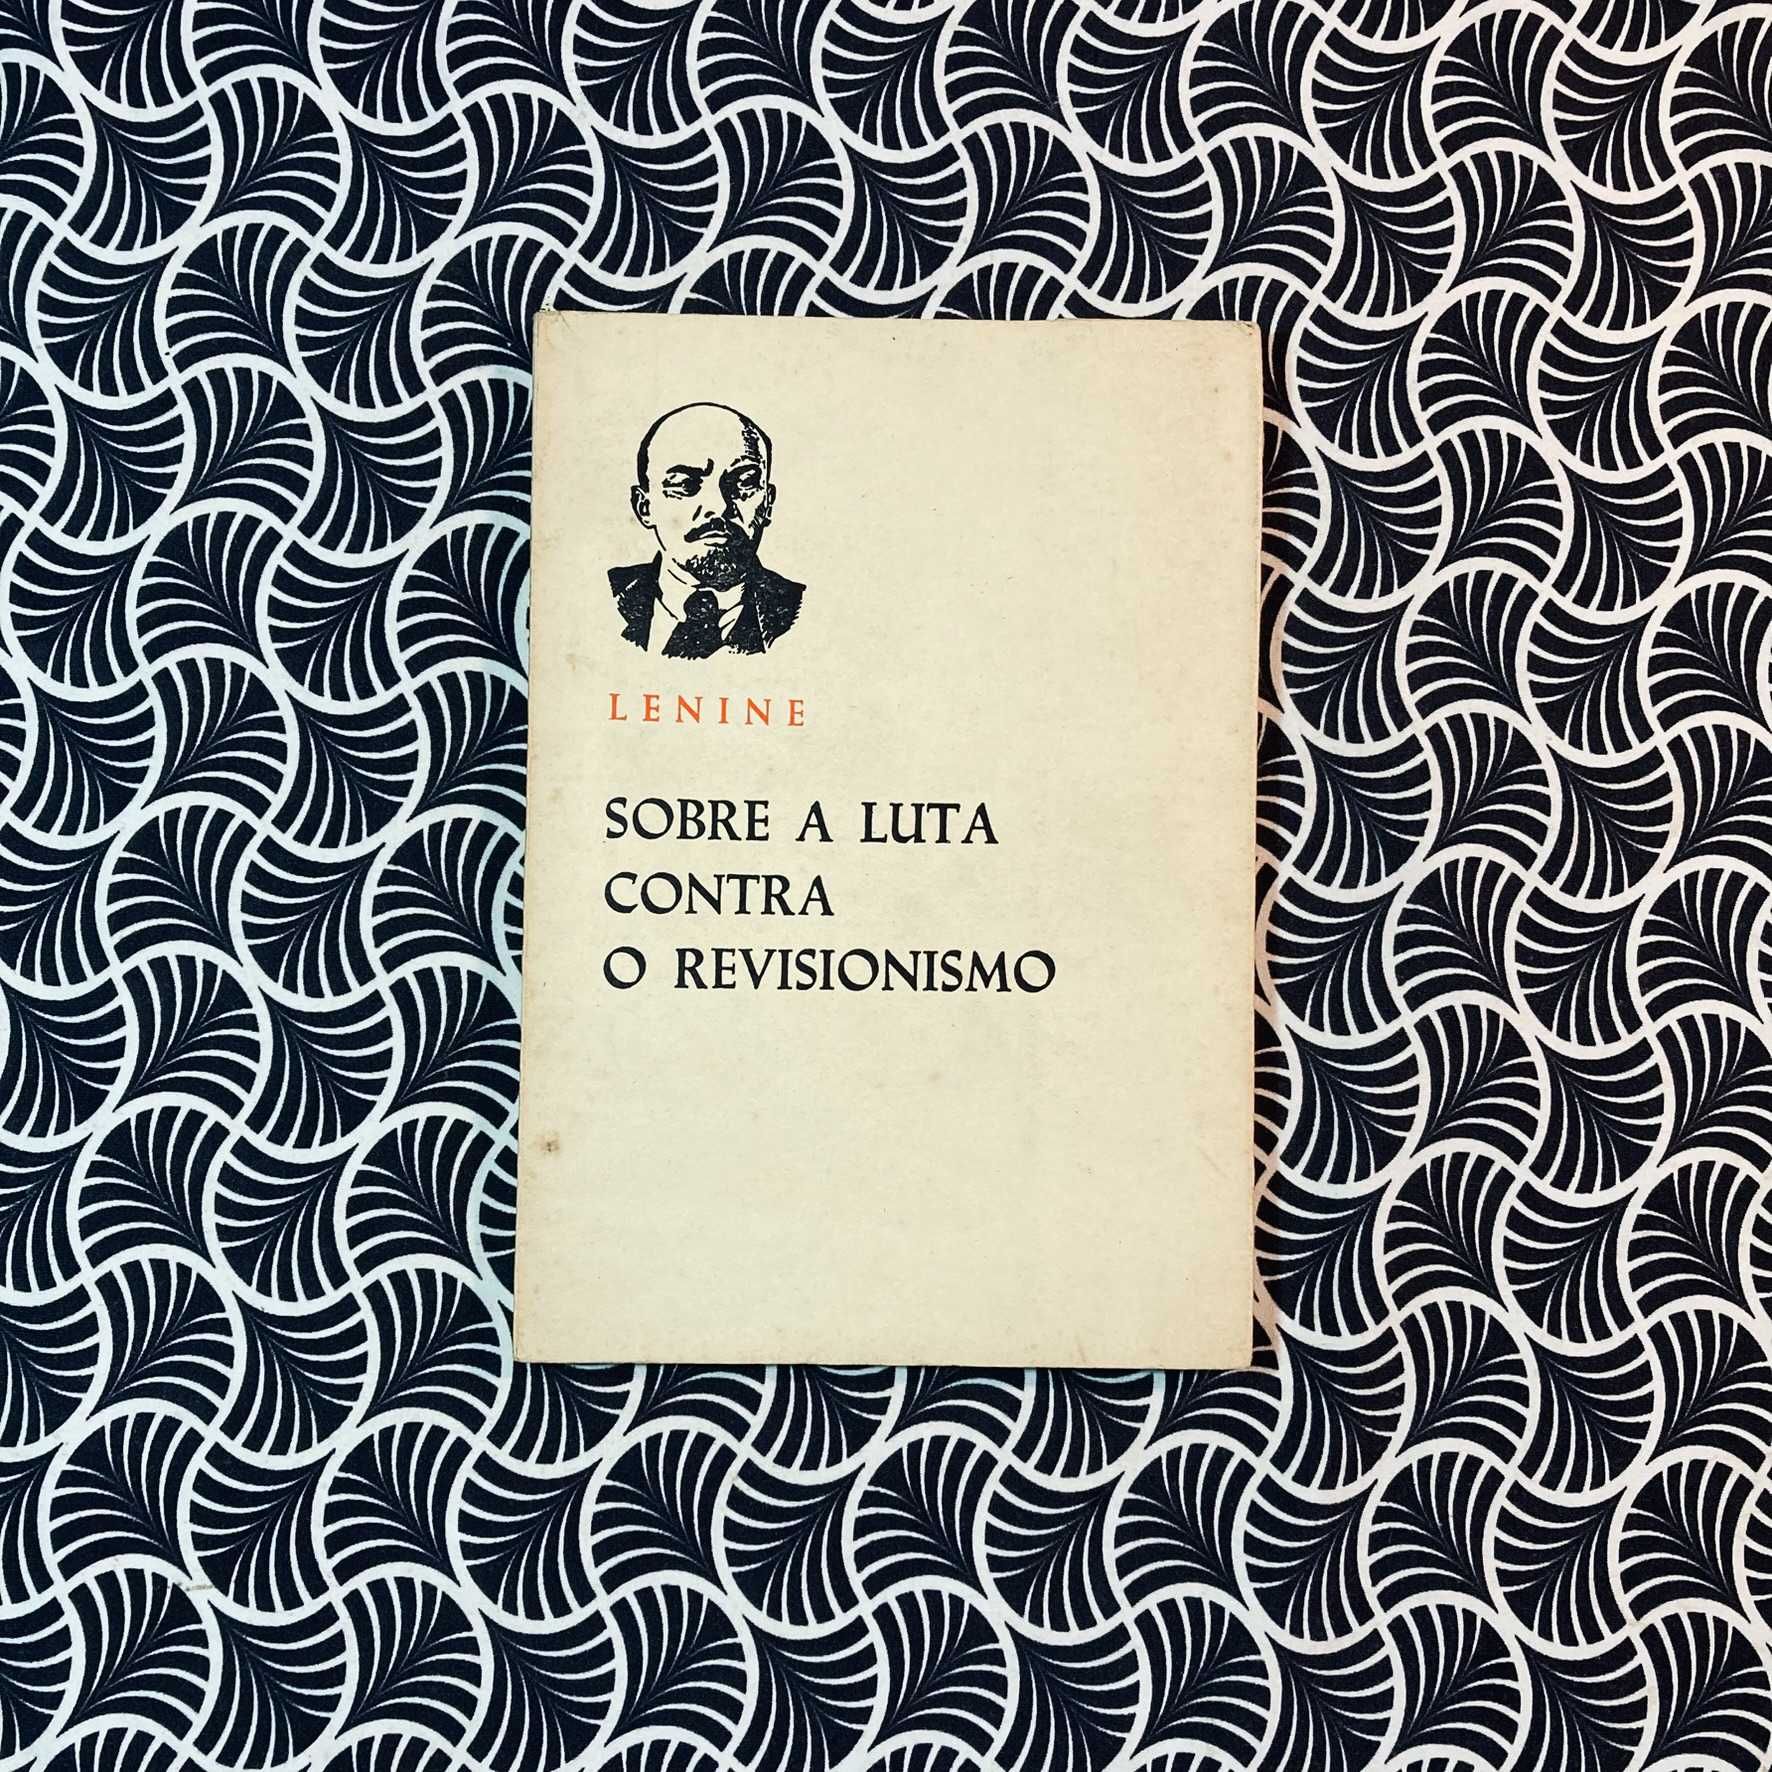 LENINE
SOBRE A LUTA
CONTRA
O REVISIONISMO